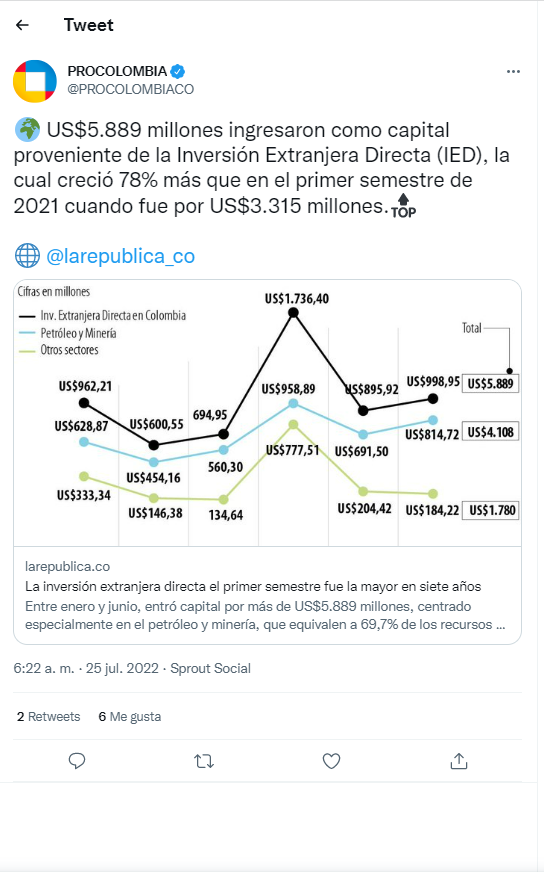 Tweet
PROCOLOMBIA
@PROCOLOMBIACO
US$5.889 millones ingresaron como capital
proveniente de la Inversión Extranjera Directa (IED), la
cual creció 78% más que en el primer semestre de
2021 cuando fue por US$3.315 millones.
TOP
@larepublica_co
Cifras en millones
Inv. Extranjera Directa en Colombia
Petróleo y Minería
Otros sectores
US$1.736,40
Total
US$962,21
US$600,55
694,95
US$895,92
US$998,95
US$5.889
US$628,87
US$454,16
560,30
US$958,89
US$691,50
US$814,72
US$4.108
US$333,34
US$146,38
134,64
US$777,51
US$204,42
US$184,22
US$1.780
larepublica.co
La inversión extranjera directa el primer semestre fue la mayor en siete años
Entre enero y junio, entró capital por más de US$5.889 millones, centrado
especialmente en el petróleo y minería, que equivalen a 69,7% de los recursos ...
6:22 a. m. · 25 jul. 2022 · Sprout Social
2 Retweets 6 Me gusta